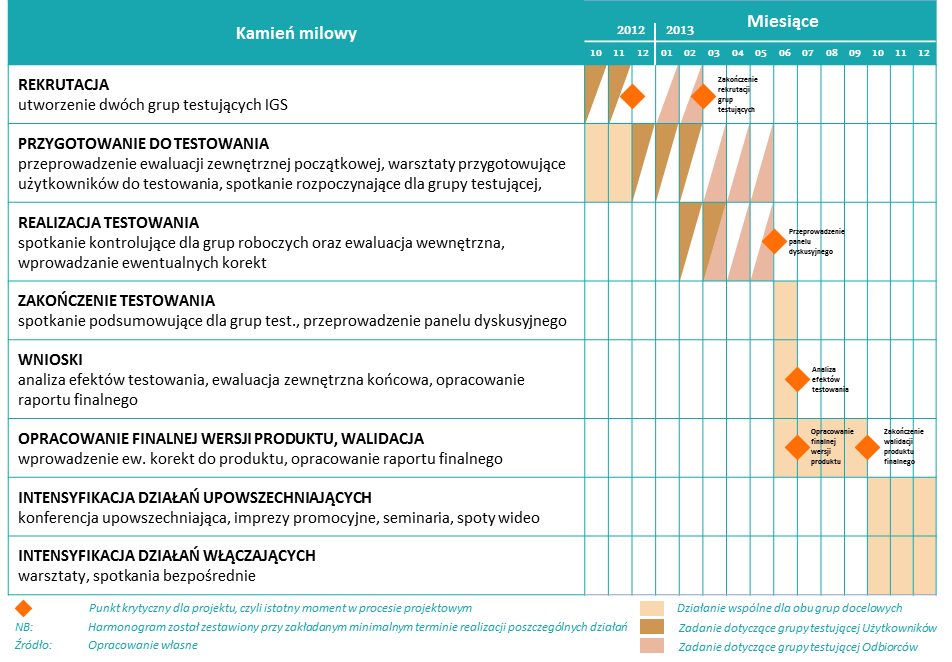 Kamień milowy
Miesiące
2012 2013
10 11 12 01 02 03 04 05 06 07 08 09 10 11 12
REKRUTACJA
utworzenie dwóch grup testujących IGS
Zakończenie
rekrutacji
grup
testujących
PRZYGOTOWANIE DO TESTOWANIA
przeprowadzenie ewaluacji zewnętrznej początkowej, warsztaty przygotowujące
użytkowników do testowania, spotkanie rozpoczynające dla grupy testującej,
REALIZACJA TESTOWANIA
spotkanie kontrolujące dla grup roboczych oraz ewaluacja wewnętrzna,
wprowadzanie ewentualnych korekt
Przeprowadzenie
panelu
dyskusyjnego
ZAKOŃCZENIE TESTOWANIA
spotkanie podsumowujące dla grup test., przeprowadzenie panelu dyskusyjnego
WNIOSKI
analiza efektów testowania, ewaluacja zewnętrzna końcowa, opracowanie
raportu finalnego
Analiza
efektów
testowania
OPRACOWANIE FINALNEJ WERSJI PRODUKTU, WALIDACJA
wprowadzenie ew. korekt do produktu, opracowanie raportu finalnego
Opracowanie
finalnej
wersji
produktu
Zakończenie
walidacji
produktu
finalnego
INTENSYFIKACJA DZIAŁAŃ UPOWSZECHNIAJĄCYCH
konferencja upowszechniająca, imprezy promocyjne, seminaria, spoty wideo
INTENSYFIKACJA DZIAŁAŃ WŁĄCZAJĄCYCH
warsztaty, spotkania bezpośrednie
Punkt krytyczny dla projektu, czyli istotny moment w procesie projektowym
NB: Harmonogram został zestawiony przy zakładanym minimalnym terminie realizacji poszczególnych działań
Źródło: Opracowanie własne
Działanie wspólne dla obu grup docelowych
Zadanie dotyczące grupy testującej Użytkowników
Zadanie dotyczące grupy testującej Odbiorców